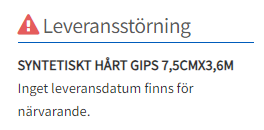 Leveransstörning
SYNTETISKT HÅRT GIPS 7,5CMX3,6M
Inget leveransdatum finns för
närvarande.